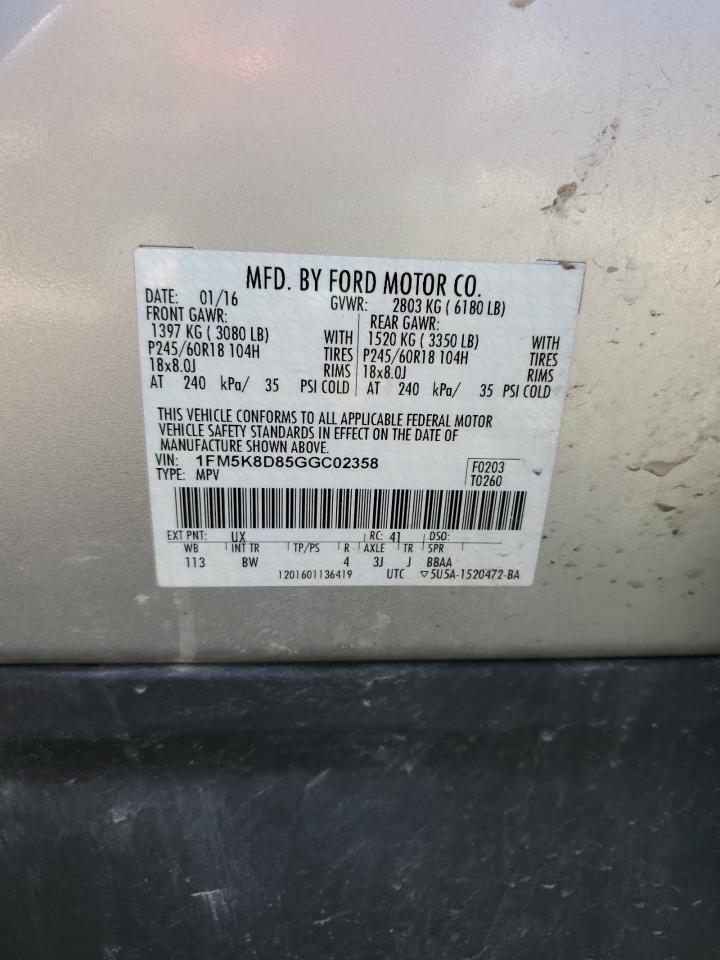 MFD. BY FORD MOTOR CO.
DATE: 01/16 GVWR: 2803 KG ( 6180 LB)
FRONT GAWR: REAR GAWR:
1397 KG ( 3080 LB) WITH 1520 KG ( 3350 LB) WITH
P245/60R18 104H TIRES P245/60R18 104H TIRES
18x8.0J RIMS 18x8.0J RIMS
AT 240 kPa/ 35 PSI COLD AT 240 kPa/ 35 PSI COLD
THIS VEHICLE CONFORMS TO ALL APPLICABLE FEDERAL MOTOR
VEHICLE SAFETY STANDARDS IN EFFECT ON THE DATE OF
MANUFACTURE SHOWN ABOVE.
VIN: 1FM5K8D85GGC02358 F0203
TYPE: MPV T0260
EXT PNT: UX RC: 41 DSO:
WB INT TR TP/PS R AXLE TR SPR
113 BW 4 3J J BBAA
1201601136419 UTC ▽5U5A-1520472-BA